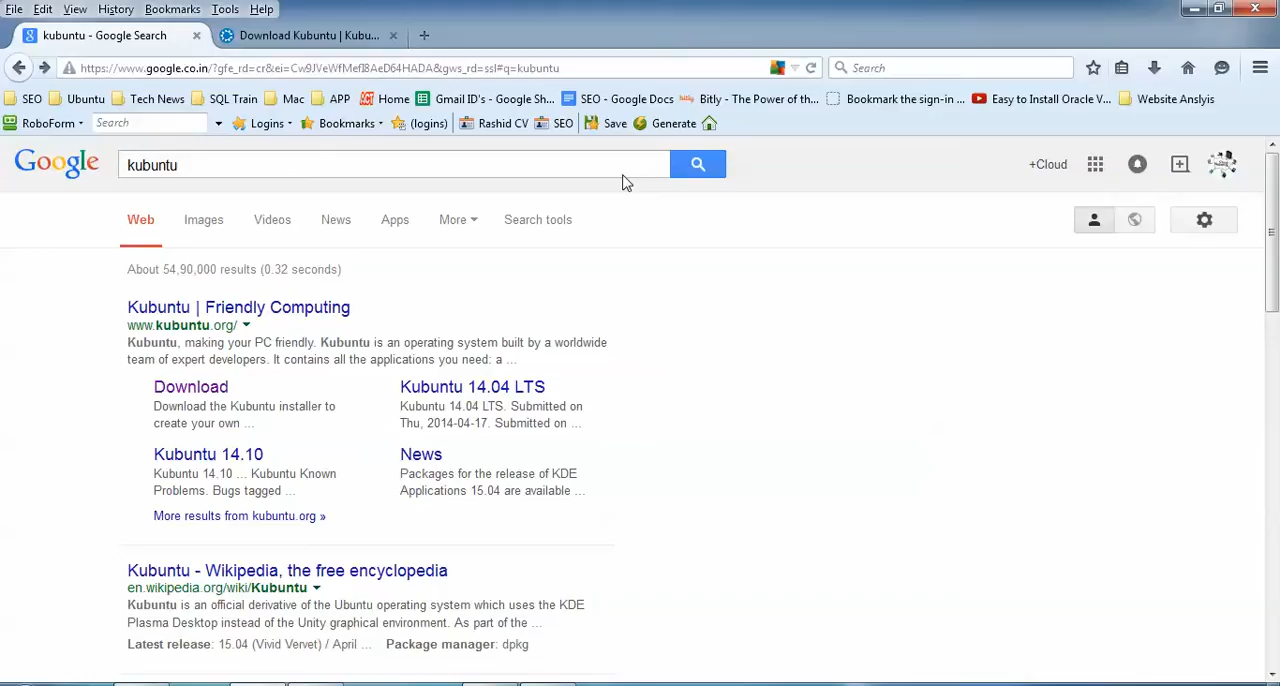 File Edit View History Bookmarks Tools Help
kubuntu - Google Search × Download Kubuntu | Kubu... × +
https://www.google.co.in/?gfe_rd=cr&ei=Cw9JVeWfMefI8AeD64HADA&gws_rd=ssl#q=kubuntu Search
SEO Ubuntu Tech News SQL Train Mac APP Home Gmail ID's - Google Sh... SEO - Google Docs Bitly - The Power of th... Bookmark the sign-in ... Easy to Install Oracle V... Website Anslyis
RoboForm Search Logins Bookmarks (logins) Rashid CV SEO Save Generate
Google kubuntu +Cloud
Web Images Videos News Apps More Search tools
About 54,90,000 results (0.32 seconds)
Kubuntu | Friendly Computing
www.kubuntu.org/
Kubuntu, making your PC friendly. Kubuntu is an operating system built by a worldwide
team of expert developers. It contains all the applications you need: a ...
Download
Download the Kubuntu installer to
create your own ...
Kubuntu 14.04 LTS
Kubuntu 14.04 LTS. Submitted on
Thu, 2014-04-17. Submitted on ...
Kubuntu 14.10
Kubuntu 14.10 ... Kubuntu Known
Problems. Bugs tagged ...
News
Packages for the release of KDE
Applications 15.04 are available ...
More results from kubuntu.org »
Kubuntu - Wikipedia, the free encyclopedia
en.wikipedia.org/wiki/Kubuntu
Kubuntu is an official derivative of the Ubuntu operating system which uses the KDE
Plasma Desktop instead of the Unity graphical environment. As part of the ...
Latest release: 15.04 (Vivid Vervet) / April ... Package manager: dpkg